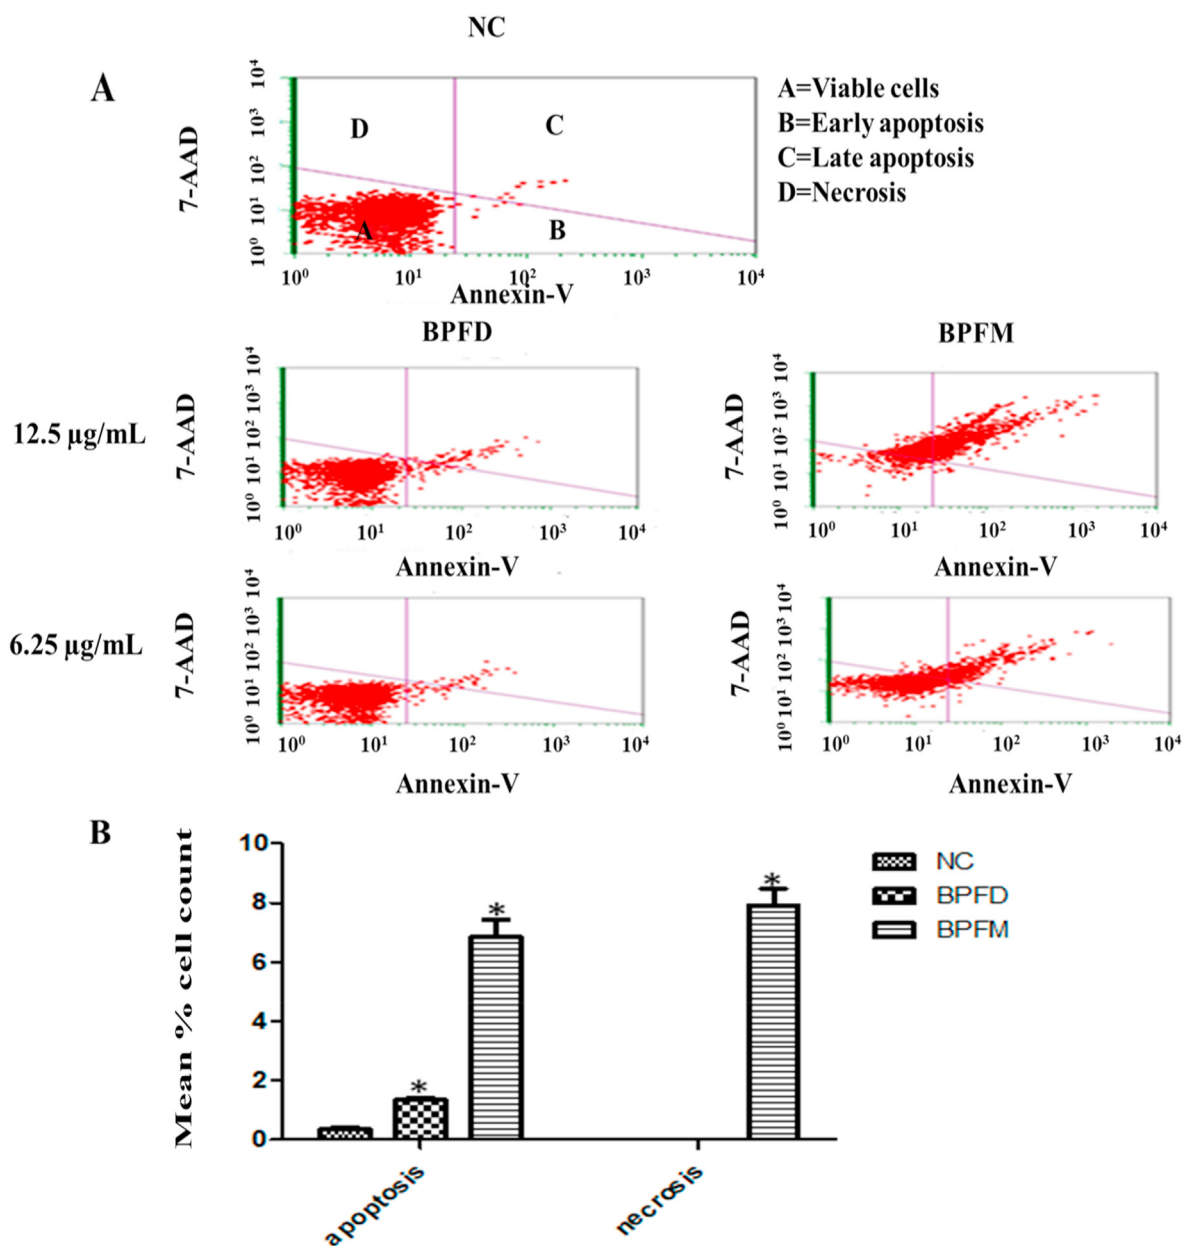 NC
A
7-AAD
10⁴
10³
10²
10¹
10⁰
D
C
A
B
10⁰ 10¹ 10² 10³ 10⁴
Annexin-V
A=Viable cells
B=Early apoptosis
C=Late apoptosis
D=Necrosis
BPFD
BPFM
12.5 µg/mL
7-AAD
10⁰ 10¹ 10² 10³ 10⁴
10⁰ 10¹ 10² 10³ 10⁴
Annexin-V
7-AAD
10⁰ 10¹ 10² 10³ 10⁴
10⁰ 10¹ 10² 10³ 10⁴
Annexin-V
6.25 µg/mL
7-AAD
10⁰ 10¹ 10² 10³ 10⁴
10⁰ 10¹ 10² 10³ 10⁴
Annexin-V
7-AAD
10⁰ 10¹ 10² 10³ 10⁴
10⁰ 10¹ 10² 10³ 10⁴
Annexin-V
B
Mean % cell count
10
8
6
4
2
0
*
*
*
apoptosis
necrosis
NC
BPFD
BPFM